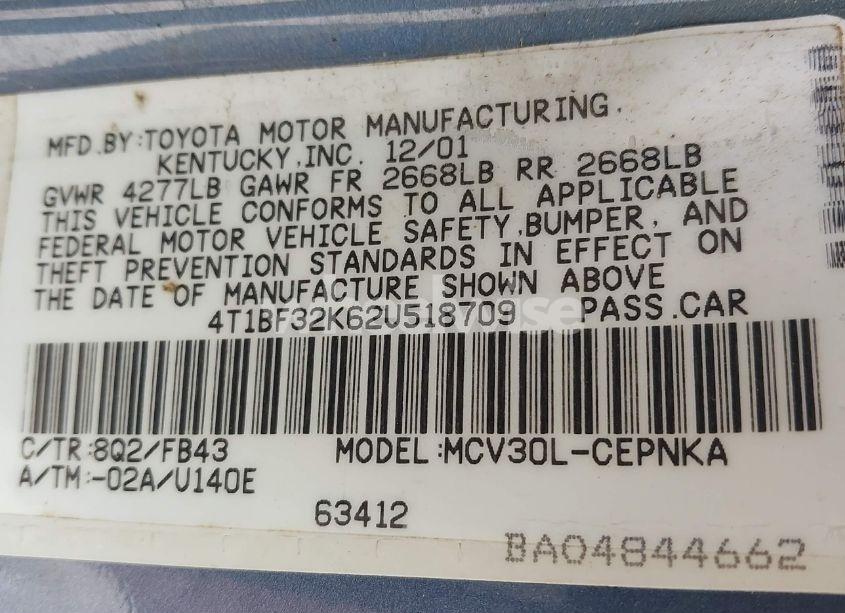 MFD.BY:TOYOTA MOTOR MANUFACTURING.
KENTUCKY,INC. 12/01
GVWR 4277LB GAWR FR 2668LB RR 2668LB
THIS VEHICLE CONFORMS TO ALL APPLICABLE
FEDERAL MOTOR VEHICLE SAFETY,BUMPER, AND
THEFT PREVENTION STANDARDS IN EFFECT ON
THE DATE OF MANUFACTURE SHOWN ABOVE
4T1BF32K62U518709 PASS.CAR
C/TR:8Q2/FB43 MODEL:MCV30L-CEPNKA
A/TM:-02A/U140E
63412
BA04844662